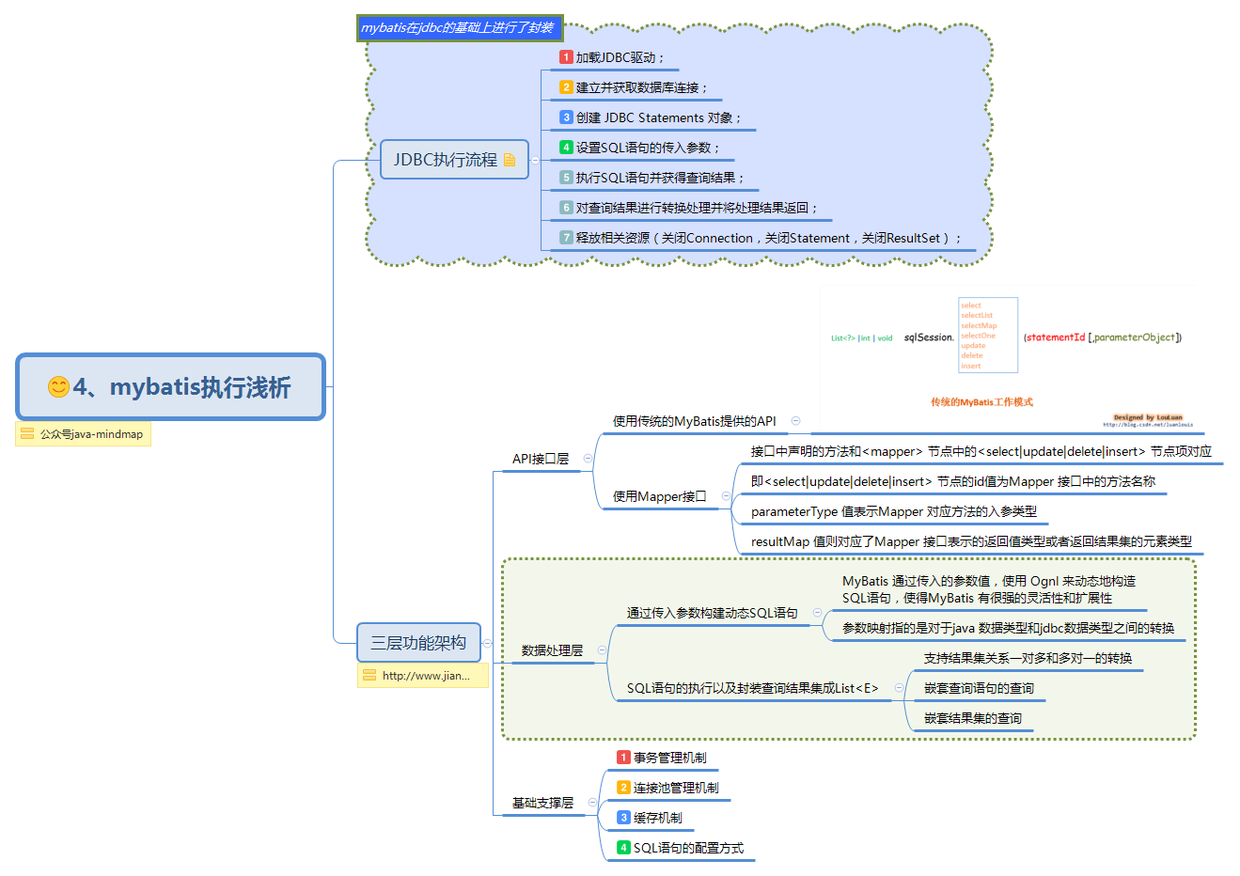 mybatis在jdbc的基础上进行了封装
1 加载JDBC驱动；
2 建立并获取数据库连接；
3 创建 JDBC Statements 对象；
JDBC执行流程
4 设置SQL语句的传入参数；
5 执行SQL语句并获得查询结果；
6 对查询结果进行转换处理并将处理结果返回；
7 释放相关资源（关闭Connection，关闭Statement，关闭ResultSet）；
4、mybatis执行浅析
公众号java-mindmap
三层功能架构
http://www.jian...
API接口层
使用传统的MyBatis提供的API
List<?> |int | void
sqlSession.
select
selectList
selectMap
selectOne
update
delete
insert
(statementId [,parameterObject])
传统的MyBatis工作模式
Designed by LouLuan
http://blog.csdn.net/luanlouis
使用Mapper接口
接口中声明的方法和<mapper> 节点中的<select|update|delete|insert> 节点项对应
即<select|update|delete|insert> 节点的id值为Mapper 接口中的方法名称
parameterType 值表示Mapper 对应方法的入参类型
resultMap 值则对应了Mapper 接口表示的返回值类型或者返回结果集的元素类型
数据处理层
通过传入参数构建动态SQL语句
MyBatis 通过传入的参数值，使用 Ognl 来动态地构造
SQL语句，使得MyBatis 有很强的灵活性和扩展性
参数映射指的是对于java 数据类型和jdbc数据类型之间的转换
SQL语句的执行以及封装查询结果集成List<E>
支持结果集关系一对多和多对一的转换
嵌套查询语句的查询
嵌套结果集的查询
基础支撑层
1 事务管理机制
2 连接池管理机制
3 缓存机制
4 SQL语句的配置方式